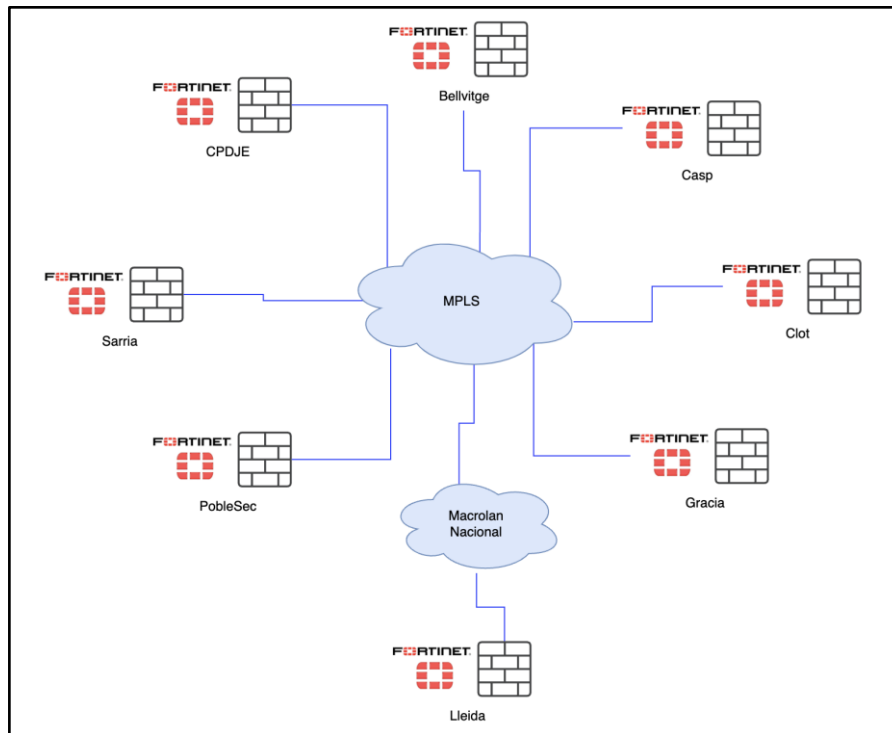 FORTINET
Bellvitge
FORTINET
CPDJE
FORTINET
Casp
FORTINET
Sarria
MPLS
FORTINET
Clot
FORTINET
PobleSec
FORTINET
Gracia
Macrolan
Nacional
FORTINET
Lleida